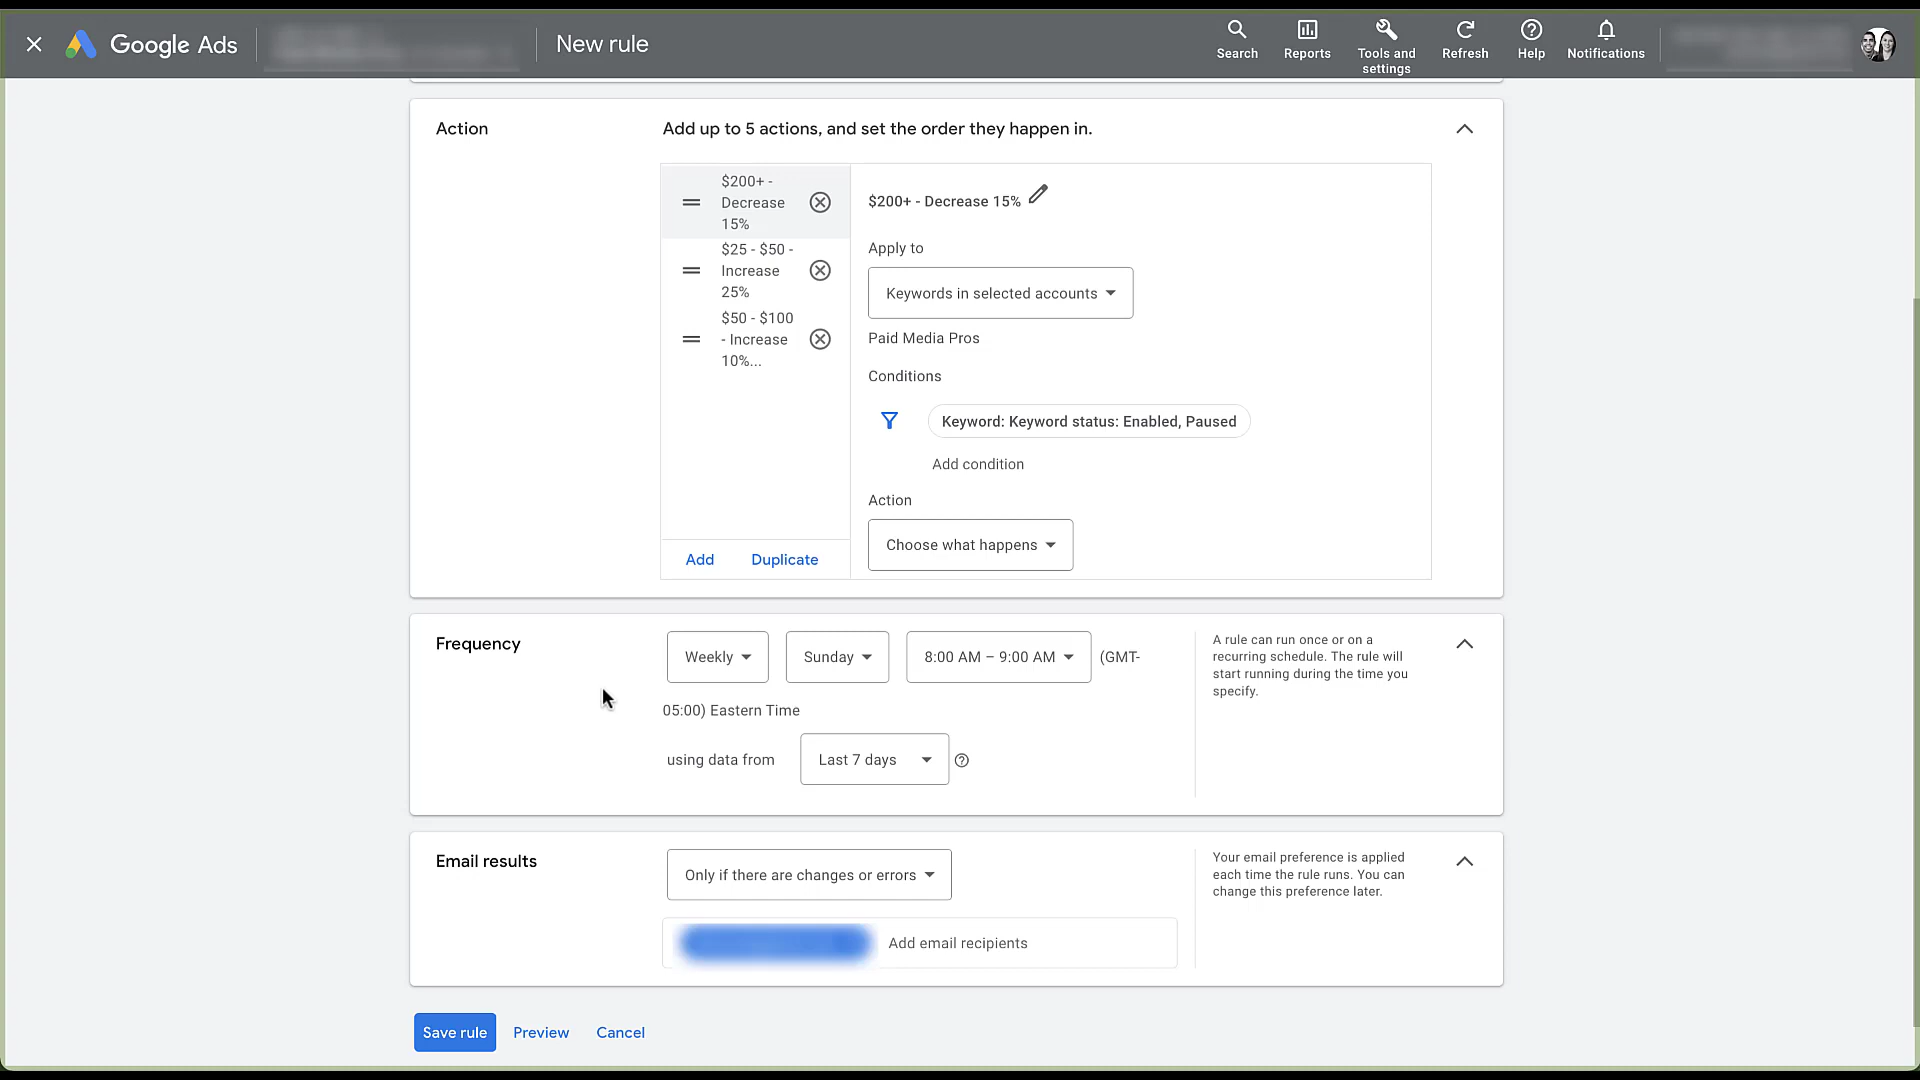 Google Ads
New rule
Search
Reports
Tools and
settings
Refresh
Help
Notifications
Action
Add up to 5 actions, and set the order they happen in.
$200+ -
Decrease
15%
$25 - $50 -
Increase
25%
$50 - $100
- Increase
10%...
Add
Duplicate
$200+ - Decrease 15%
Apply to
Keywords in selected accounts
Paid Media Pros
Conditions
Keyword: Keyword status: Enabled, Paused
Add condition
Action
Choose what happens
Frequency
Weekly
Sunday
8:00 AM – 9:00 AM
(GMT-
05:00) Eastern Time
using data from
Last 7 days
A rule can run once or on a
recurring schedule. The rule will
start running during the time you
specify.
Email results
Only if there are changes or errors
Add email recipients
Your email preference is applied
each time the rule runs. You can
change this preference later.
Save rule
Preview
Cancel